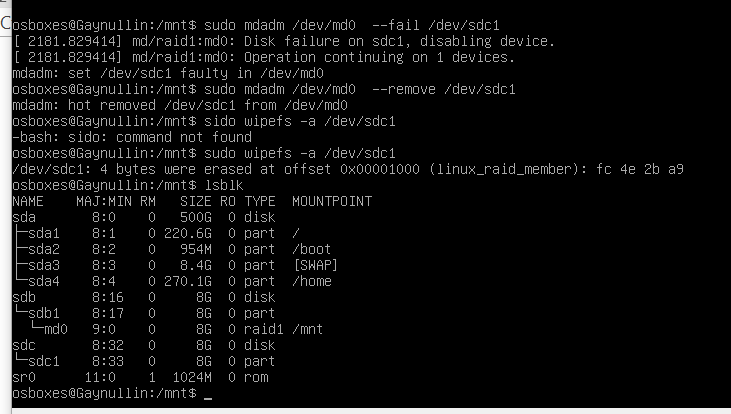 osboxes@Gaynullin:/mnt$ sudo mdadm /dev/md0  --fail /dev/sdc1
[ 2181.829414] md/raid1:md0: Disk failure on sdc1, disabling device.
[ 2181.829414] md/raid1:md0: Operation continuing on 1 devices.
mdadm: set /dev/sdc1 faulty in /dev/md0
osboxes@Gaynullin:/mnt$ sudo mdadm /dev/md0  --remove /dev/sdc1
mdadm: hot removed /dev/sdc1 from /dev/md0
osboxes@Gaynullin:/mnt$ sido wipefs -a /dev/sdc1
-bash: sido: command not found
osboxes@Gaynullin:/mnt$ sudo wipefs -a /dev/sdc1
/dev/sdc1: 4 bytes were erased at offset 0x00001000 (linux_raid_member): fc 4e 2b a9
osboxes@Gaynullin:/mnt$ lsblk
NAME    MAJ:MIN RM   SIZE RO TYPE  MOUNTPOINT
sda       8:0    0   500G  0 disk
├─sda1    8:1    0 220.6G  0 part  /
├─sda2    8:2    0   954M  0 part  /boot
├─sda3    8:3    0   8.4G  0 part  [SWAP]
└─sda4    8:4    0 270.1G  0 part  /home
sdb       8:16   0     8G  0 disk
└─sdb1    8:17   0     8G  0 part
  └─md0   9:0    0     8G  0 raid1 /mnt
sdc       8:32   0     8G  0 disk
└─sdc1    8:33   0     8G  0 part
sr0      11:0    1  1024M  0 rom
osboxes@Gaynullin:/mnt$ _